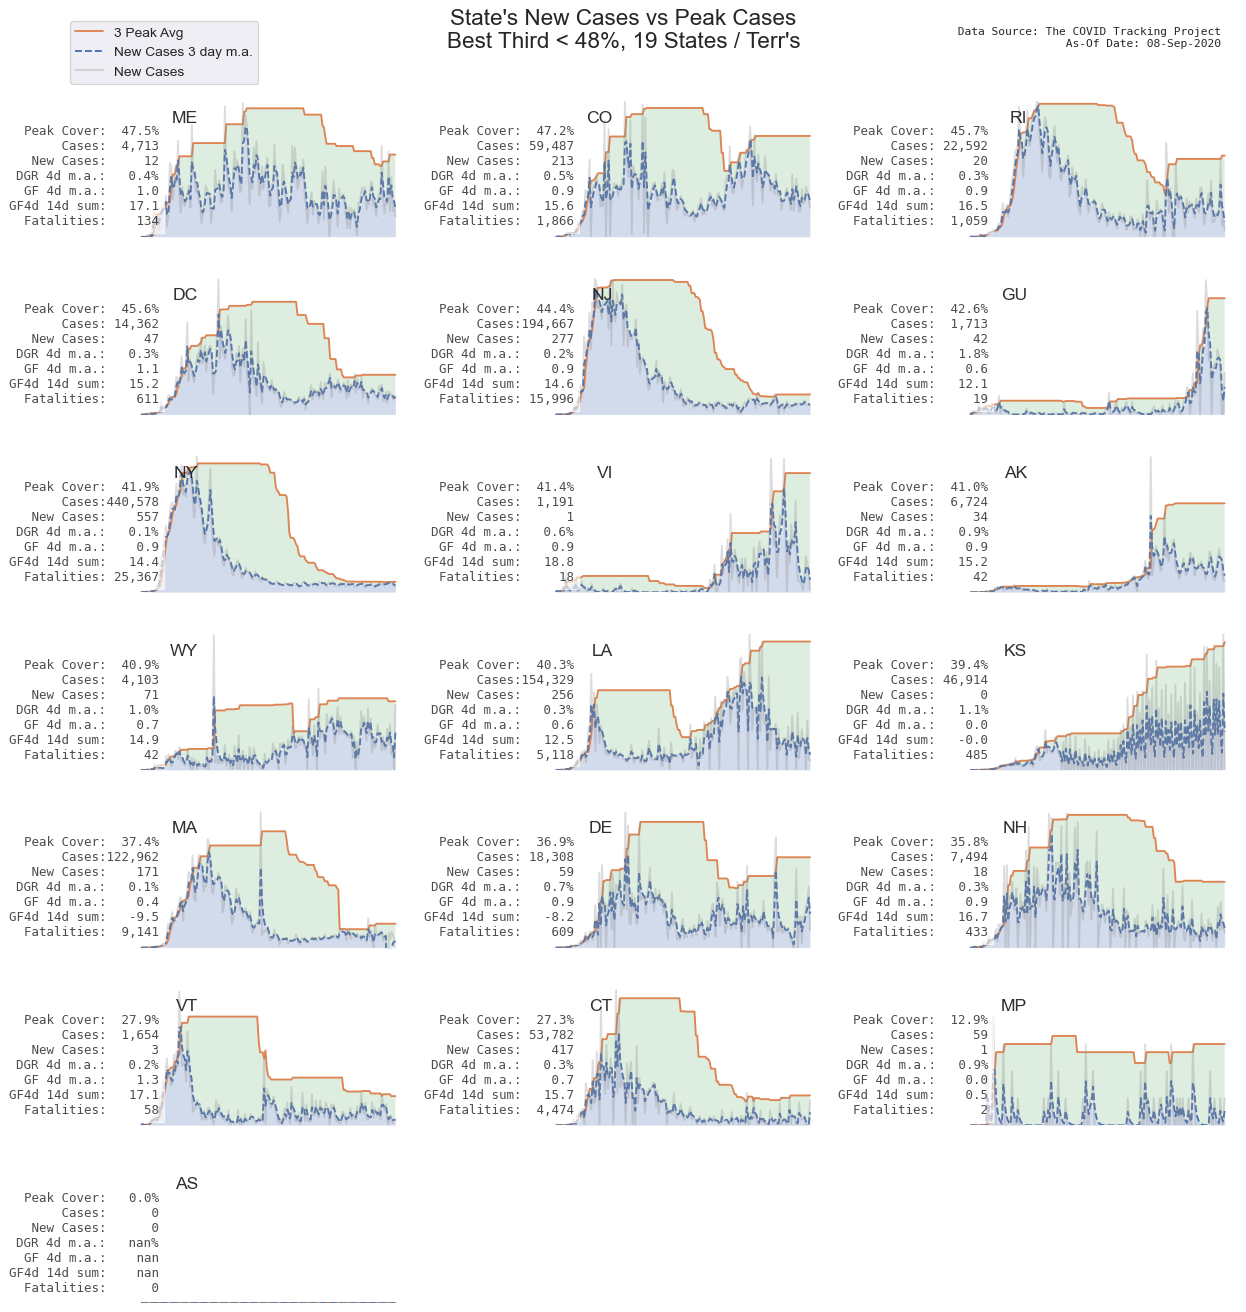 State's New Cases vs Peak Cases
Best Third < 48%, 19 States / Terr's
3 Peak Avg
New Cases 3 day m.a.
New Cases
Data Source: The COVID Tracking Project
As-Of Date: 08-Sep-2020
ME
Peak Cover: 47.5%
Cases: 4,713
New Cases: 12
DGR 4d m.a.: 0.4%
GF 4d m.a.: 1.0
GF4d 14d sum: 17.1
Fatalities: 134
CO
Peak Cover: 47.2%
Cases: 59,487
New Cases: 213
DGR 4d m.a.: 0.5%
GF 4d m.a.: 0.9
GF4d 14d sum: 15.6
Fatalities: 1,866
RI
Peak Cover: 45.7%
Cases: 22,592
New Cases: 20
DGR 4d m.a.: 0.3%
GF 4d m.a.: 0.9
GF4d 14d sum: 16.5
Fatalities: 1,059
DC
Peak Cover: 45.6%
Cases: 14,362
New Cases: 47
DGR 4d m.a.: 0.3%
GF 4d m.a.: 1.1
GF4d 14d sum: 15.2
Fatalities: 611
NJ
Peak Cover: 44.4%
Cases:194,667
New Cases: 277
DGR 4d m.a.: 0.2%
GF 4d m.a.: 0.9
GF4d 14d sum: 14.6
Fatalities: 15,996
GU
Peak Cover: 42.6%
Cases: 1,713
New Cases: 42
DGR 4d m.a.: 1.8%
GF 4d m.a.: 0.6
GF4d 14d sum: 12.1
Fatalities: 19
NY
Peak Cover: 41.9%
Cases:440,578
New Cases: 557
DGR 4d m.a.: 0.1%
GF 4d m.a.: 0.9
GF4d 14d sum: 14.4
Fatalities: 25,367
VI
Peak Cover: 41.4%
Cases: 1,191
New Cases: 1
DGR 4d m.a.: 0.6%
GF 4d m.a.: 0.9
GF4d 14d sum: 18.8
Fatalities: 18
AK
Peak Cover: 41.0%
Cases: 6,724
New Cases: 34
DGR 4d m.a.: 0.9%
GF 4d m.a.: 0.9
GF4d 14d sum: 15.2
Fatalities: 42
WY
Peak Cover: 40.9%
Cases: 4,103
New Cases: 71
DGR 4d m.a.: 1.0%
GF 4d m.a.: 0.7
GF4d 14d sum: 14.9
Fatalities: 42
LA
Peak Cover: 40.3%
Cases:154,329
New Cases: 256
DGR 4d m.a.: 0.3%
GF 4d m.a.: 0.6
GF4d 14d sum: 12.5
Fatalities: 5,118
KS
Peak Cover: 39.4%
Cases: 46,914
New Cases: 0
DGR 4d m.a.: 1.1%
GF 4d m.a.: 0.0
GF4d 14d sum: -0.0
Fatalities: 485
MA
Peak Cover: 37.4%
Cases:122,962
New Cases: 171
DGR 4d m.a.: 0.1%
GF 4d m.a.: 0.4
GF4d 14d sum: -9.5
Fatalities: 9,141
DE
Peak Cover: 36.9%
Cases: 18,308
New Cases: 59
DGR 4d m.a.: 0.7%
GF 4d m.a.: 0.9
GF4d 14d sum: -8.2
Fatalities: 609
NH
Peak Cover: 35.8%
Cases: 7,494
New Cases: 18
DGR 4d m.a.: 0.3%
GF 4d m.a.: 0.9
GF4d 14d sum: 16.7
Fatalities: 433
VT
Peak Cover: 27.9%
Cases: 1,654
New Cases: 3
DGR 4d m.a.: 0.2%
GF 4d m.a.: 1.3
GF4d 14d sum: 17.1
Fatalities: 58
CT
Peak Cover: 27.3%
Cases: 53,782
New Cases: 417
DGR 4d m.a.: 0.3%
GF 4d m.a.: 0.7
GF4d 14d sum: 15.7
Fatalities: 4,474
MP
Peak Cover: 12.9%
Cases: 59
New Cases: 1
DGR 4d m.a.: 0.9%
GF 4d m.a.: 0.0
GF4d 14d sum: 0.5
Fatalities: 2
AS
Peak Cover: 0.0%
Cases: 0
New Cases: 0
DGR 4d m.a.: nan%
GF 4d m.a.: nan
GF4d 14d sum: nan
Fatalities: 0